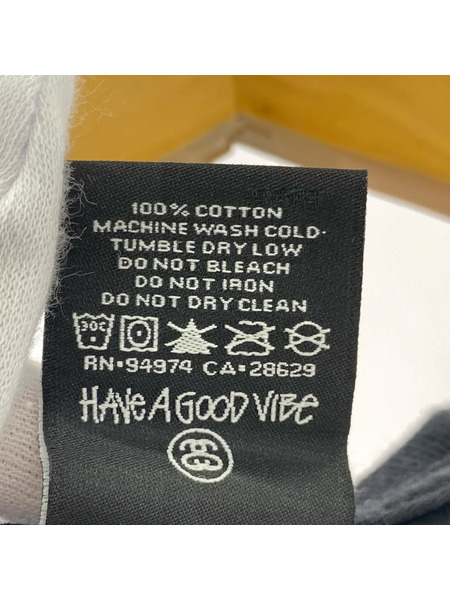 100% COTTON
MACHINE WASH COLD-
TUMBLE DRY LOW
DO NOT BLEACH
DO NOT IRON
DO NOT DRY CLEAN
30C
RN•94974 CA•28629
HAVE A GOOD VIBE